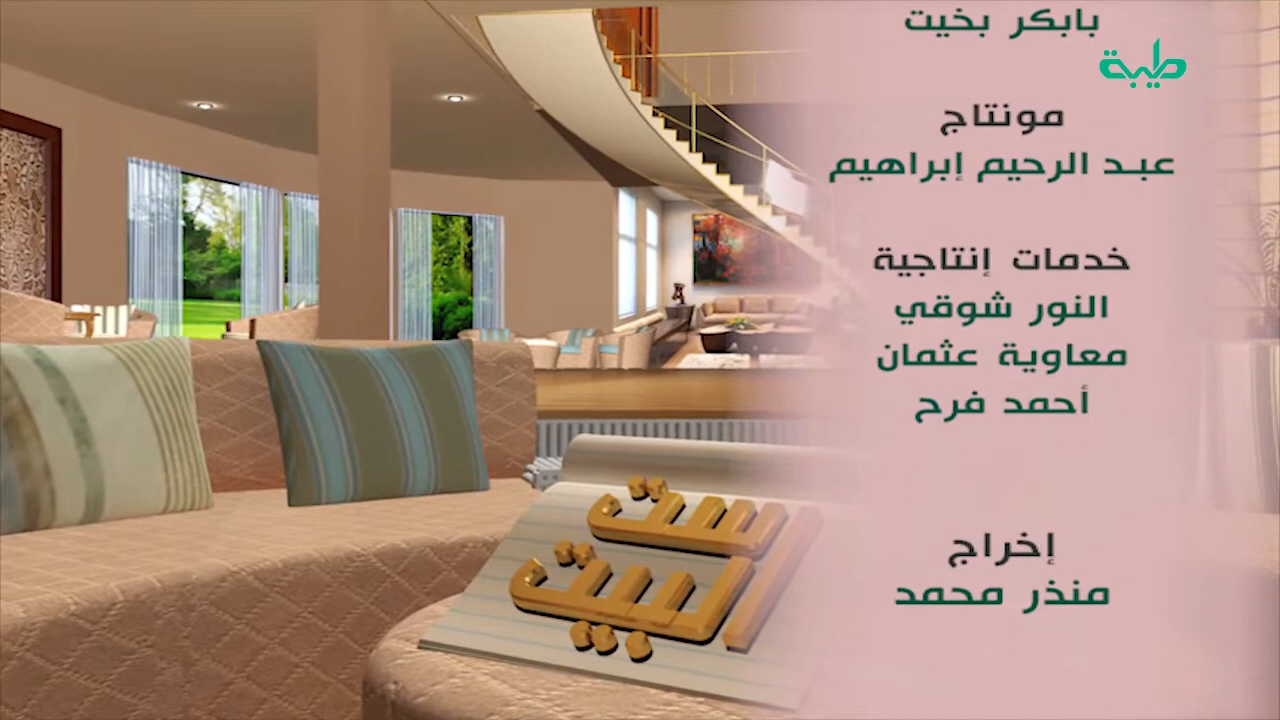 بابكر بخيت
طيبة
مونتاج
عبد الرحيم إبراهيم
خدمات إنتاجية
النور شوقي
معاوية عثمان
أحمد فرح
ست
البيت
إخراج
منذر محمد